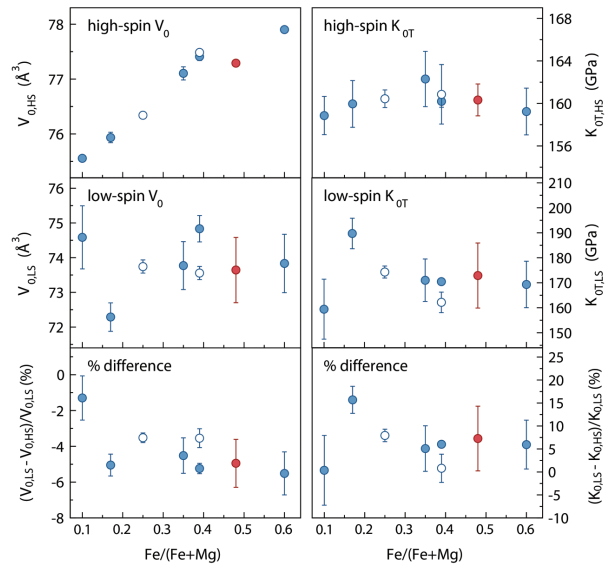 high-spin V0
78
77
76
V0,HS (Å3)
high-spin K0T
168
164
160
156
K0T,HS (GPa)
low-spin V0
76
75
74
73
72
V0,LS (Å3)
low-spin K0T
210
200
190
180
170
160
150
K0T,LS (GPa)
% difference
0
-2
-4
-6
-8
(V0,LS - V0,HS)/V0,LS (%)
% difference
25
20
15
10
5
0
-5
-10
(K0,LS - K0,HS)/K0,LS (%)
0.1 0.2 0.3 0.4 0.5 0.6
Fe/(Fe+Mg)
0.1 0.2 0.3 0.4 0.5 0.6
Fe/(Fe+Mg)